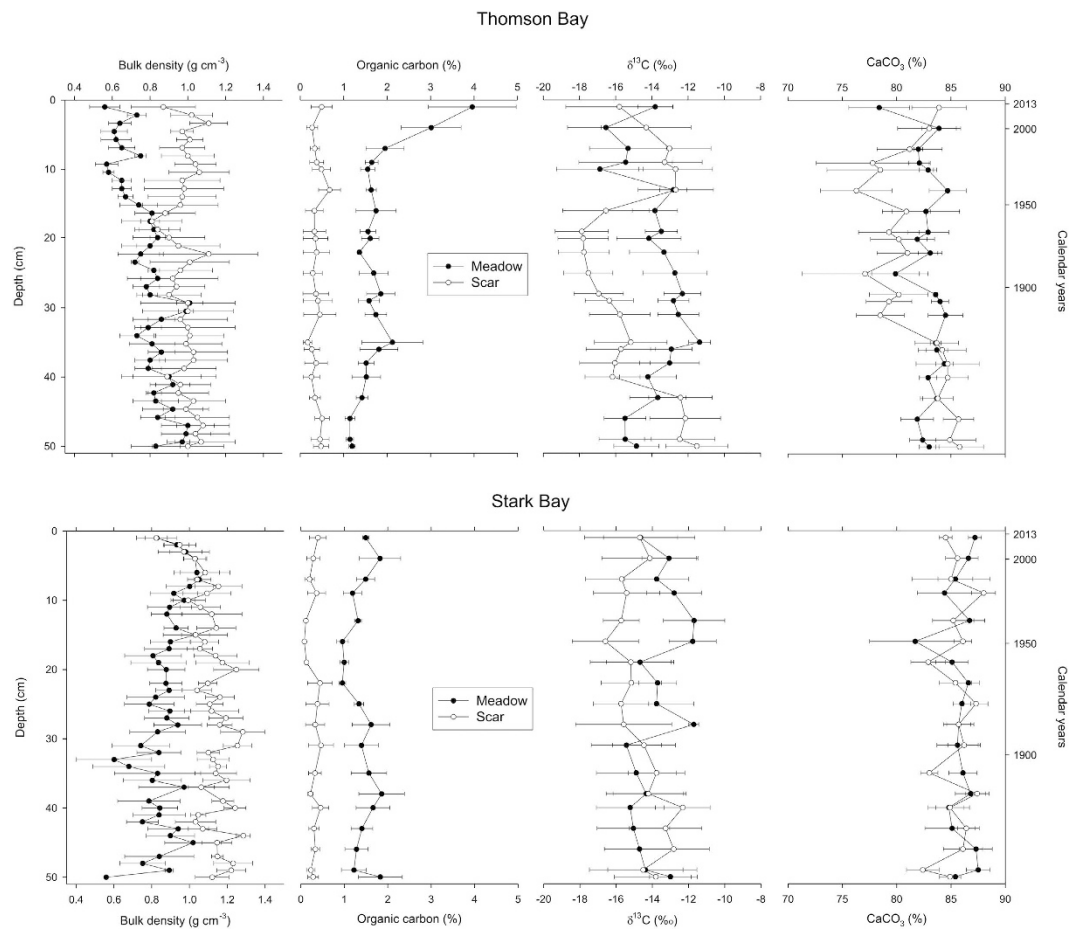 Thomson Bay
Bulk density (g cm⁻³)
Organic carbon (%)
δ¹³C (‰)
CaCO₃ (%)
0.4 0.6 0.8 1.0 1.2 1.4
0 1 2 3 4 5
-20 -18 -16 -14 -12 -10 -8
70 75 80 85 90
0
10
20
30
40
50
Depth (cm)
Meadow
Scar
2013
2000
1950
1900
Calendar years
Stark Bay
0
10
20
30
40
50
Depth (cm)
Meadow
Scar
2013
2000
1950
1900
Calendar years
0.4 0.6 0.8 1.0 1.2 1.4
0 1 2 3 4 5
-20 -18 -16 -14 -12 -10 -8
70 75 80 85 90
Bulk density (g cm⁻³)
Organic carbon (%)
δ¹³C (‰)
CaCO₃ (%)